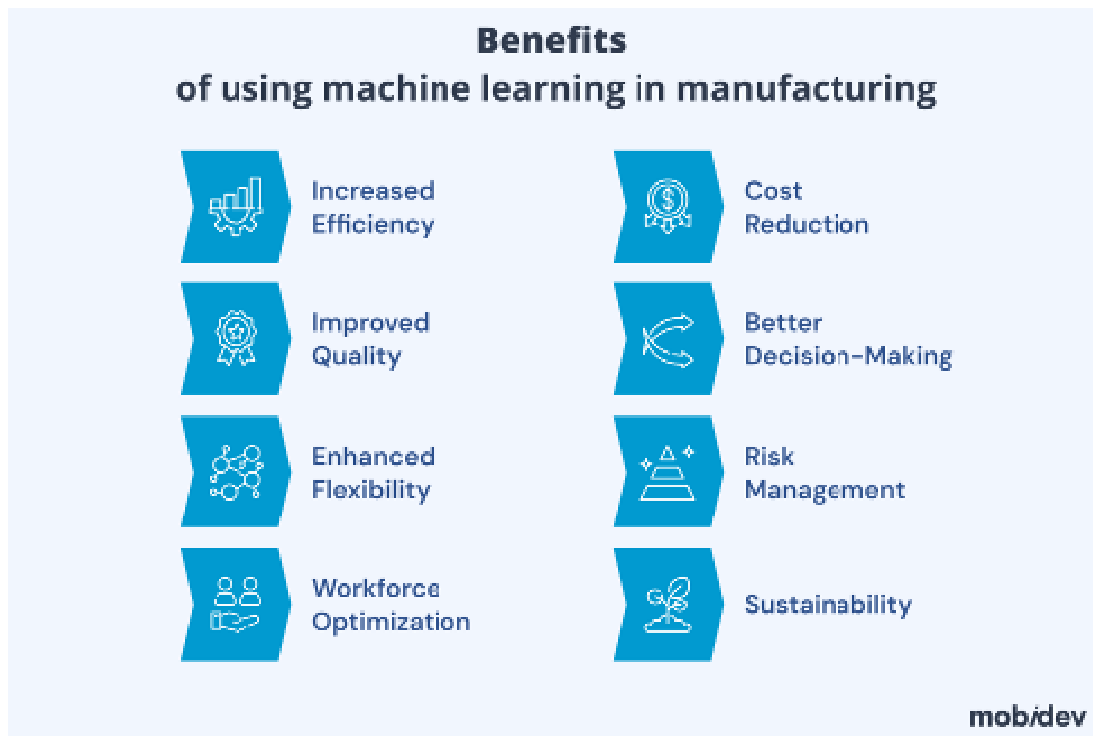 Benefits
of using machine learning in manufacturing
Increased
Efficiency
Cost
Reduction
Improved
Quality
Better
Decision-Making
Enhanced
Flexibility
Risk
Management
Workforce
Optimization
Sustainability
mobidev